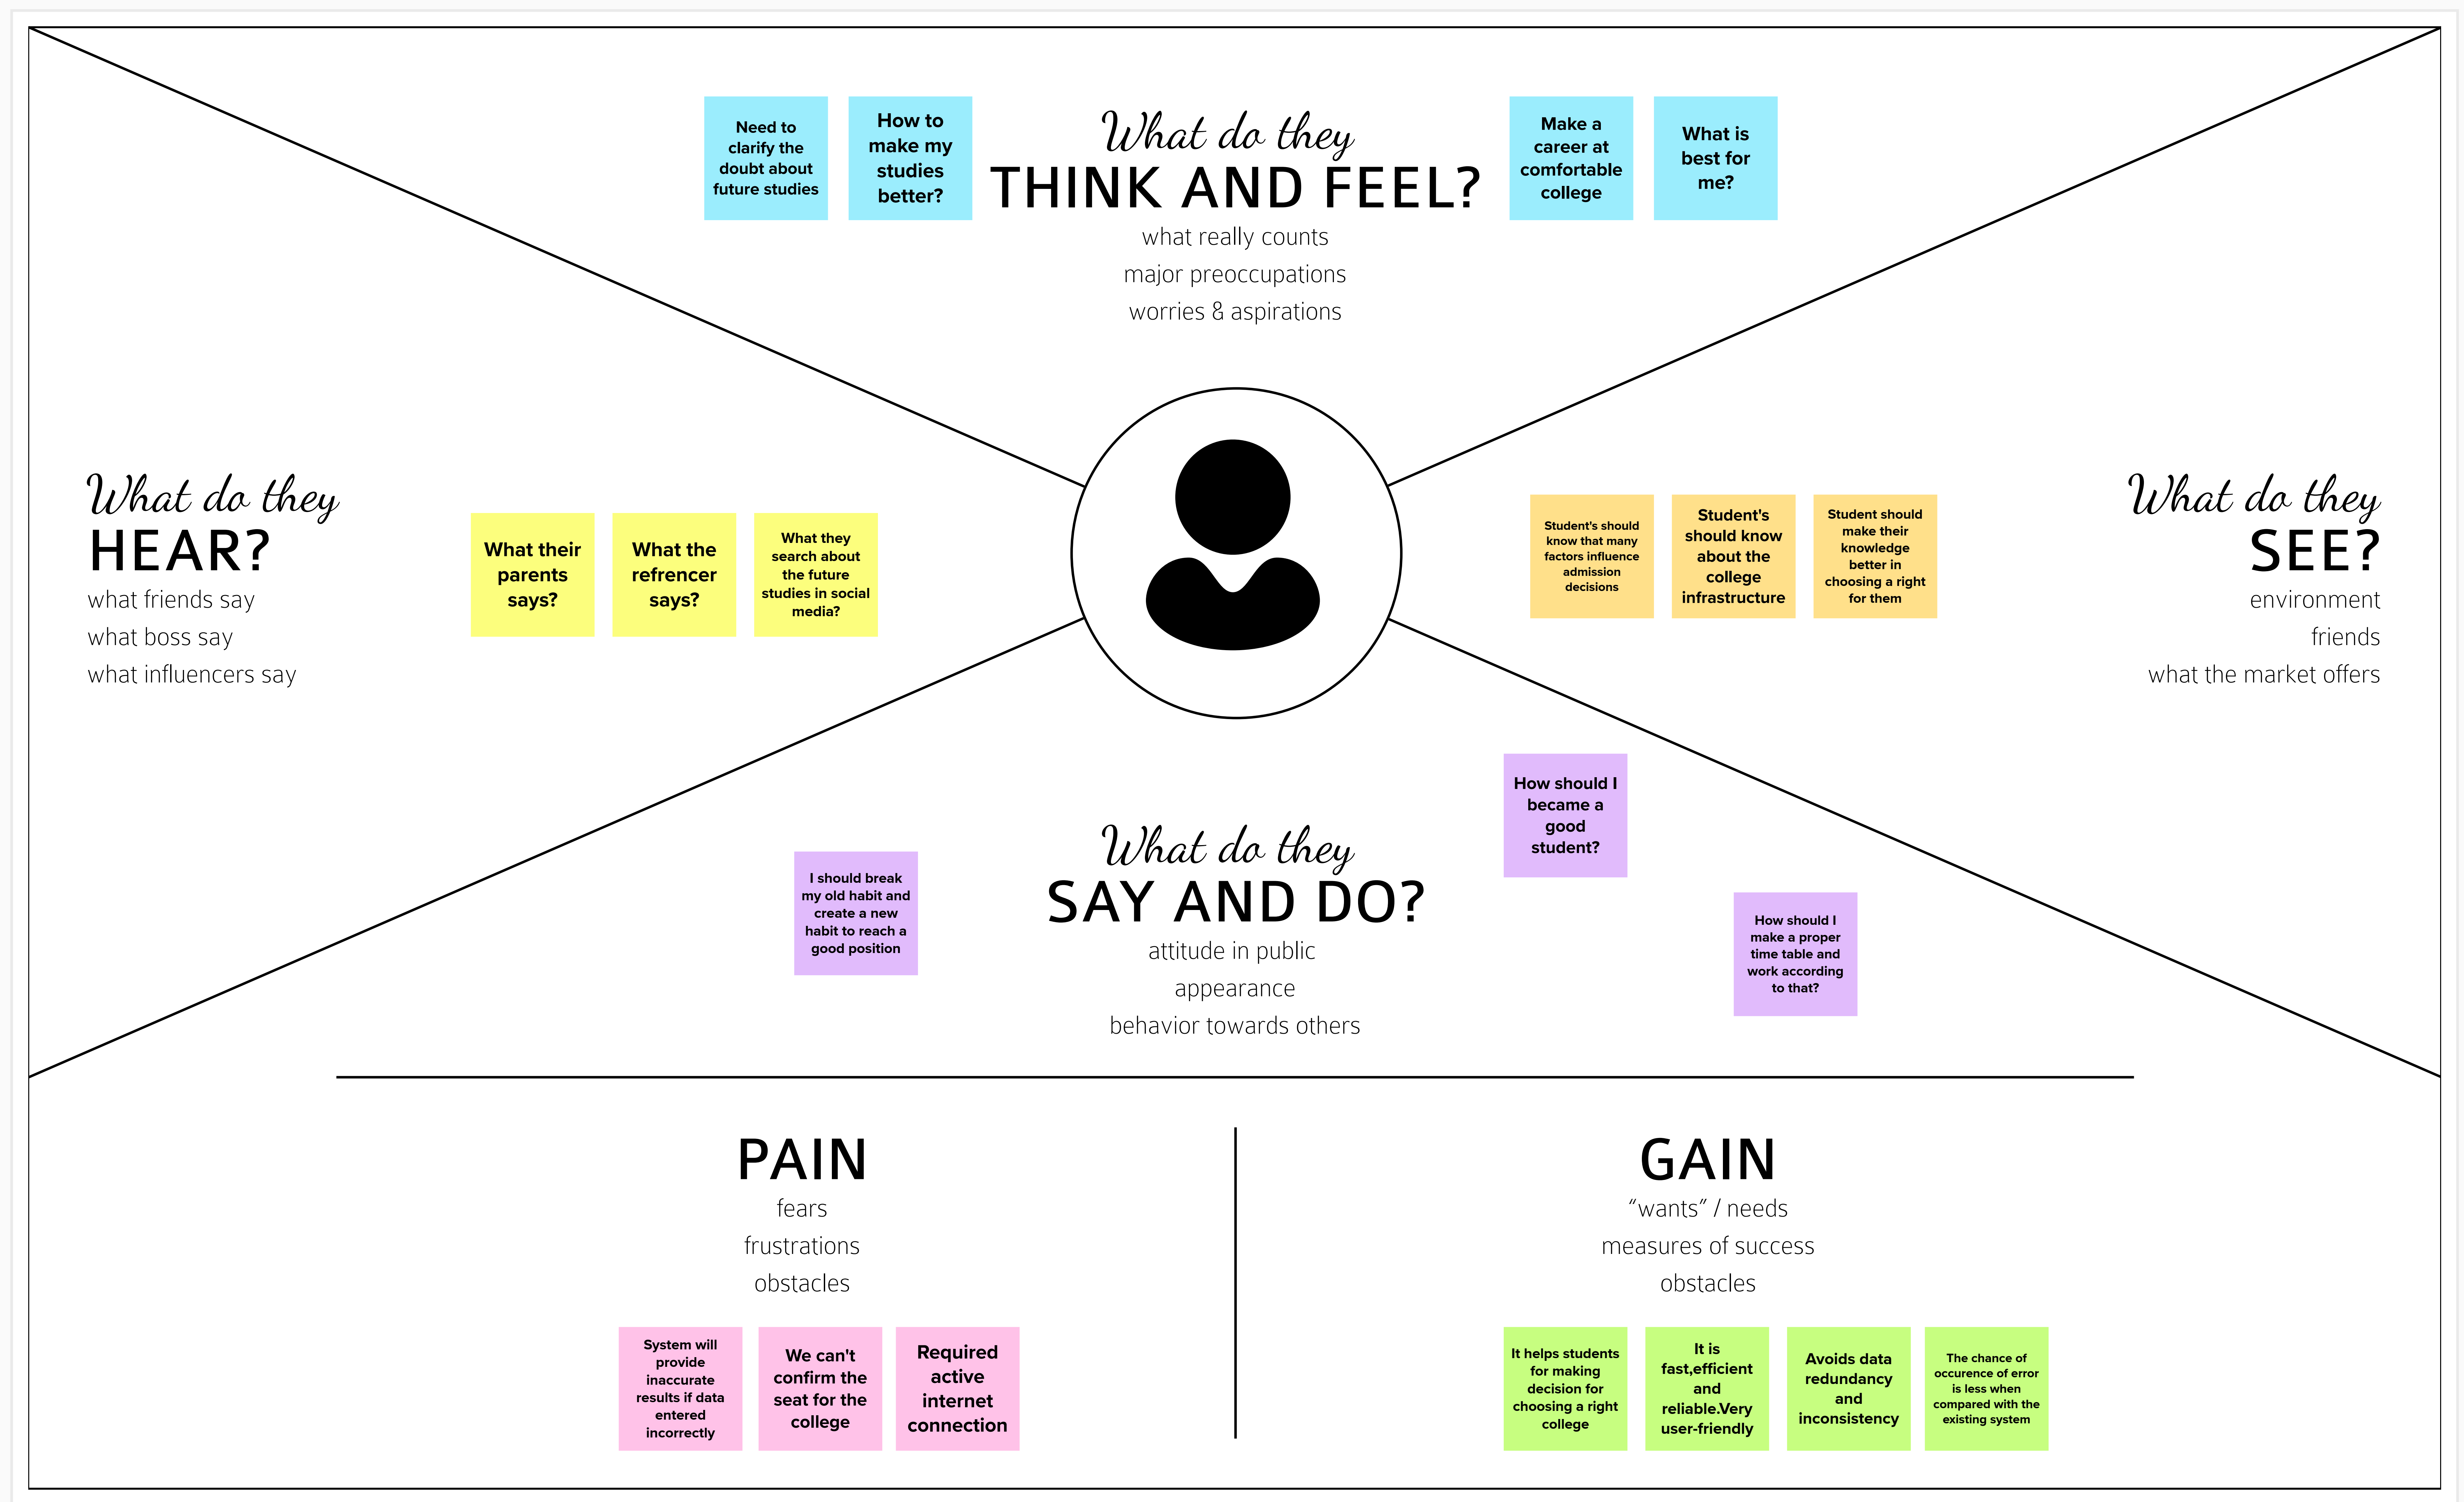 Need to
clarify the
doubt about
future studies
How to
make my
studies
better?
What do they
THINK AND FEEL?
what really counts
major preoccupations
worries & aspirations
Make a
career at
comfortable
college
What is
best for
me?
What do they
HEAR?
what friends say
what boss say
what influencers say
What their
parents
says?
What the
refrencer
says?
What they
search about
the future
studies in social
media?
Student's should
know that many
factors influence
admission
decisions
Student's
should know
about the
college
infrastructure
Student should
make their
knowledge
better in
choosing a right
for them
What do they
SEE?
environment
friends
what the market offers
I should break
my old habit and
create a new
habit to reach a
good position
What do they
SAY AND DO?
attitude in public
appearance
behavior towards others
How should I
became a
good
student?
How should I
make a proper
time table and
work according
to that?
PAIN
fears
frustrations
obstacles
System will
provide
inaccurate
results if data
entered
incorrectly
We can't
confirm the
seat for the
college
Required
active
internet
connection
GAIN
“wants” / needs
measures of success
obstacles
It helps students
for making
decision for
choosing a right
college
It is
fast,efficient
and
reliable.Very
user-friendly
Avoids data
redundancy
and
inconsistency
The chance of
occurence of error
is less when
compared with the
existing system